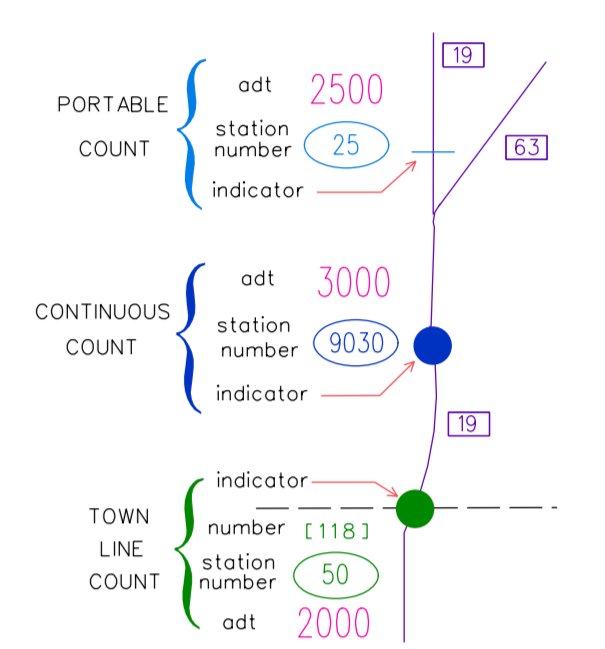 19
adt 2500
PORTABLE
COUNT
station
number 25
63
indicator
adt 3000
CONTINUOUS
COUNT
station
number 9030
indicator
19
indicator
TOWN
LINE
COUNT
number [118]
station
number 50
adt 2000